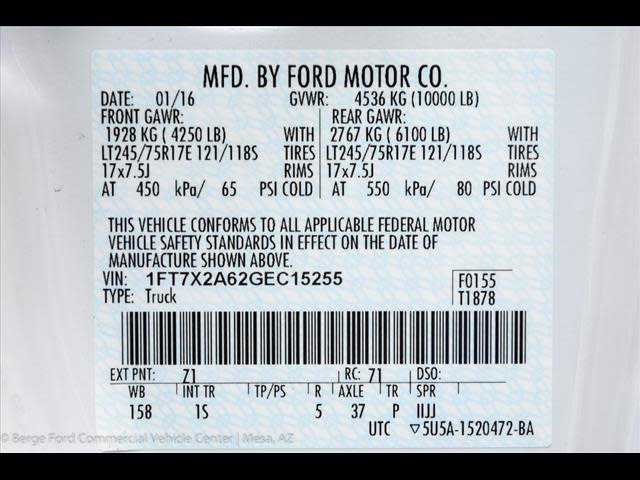 MFD. BY FORD MOTOR CO.
DATE: 01/16 GVWR: 4536 KG (10000 LB)
FRONT GAWR: REAR GAWR:
1928 KG ( 4250 LB) WITH 2767 KG ( 6100 LB) WITH
LT245/75R17E 121/118S TIRES LT245/75R17E 121/118S TIRES
17x7.5J RIMS 17x7.5J RIMS
AT 450 kPa/ 65 PSI COLD AT 550 kPa/ 80 PSI COLD
THIS VEHICLE CONFORMS TO ALL APPLICABLE FEDERAL MOTOR
VEHICLE SAFETY STANDARDS IN EFFECT ON THE DATE OF
MANUFACTURE SHOWN ABOVE.
VIN: 1FT7X2A62GEC15255 F0155
TYPE: Truck T1878
EXT PNT: Z1 RC: 71 DSO:
WB INT TR TP/PS R AXLE TR SPR
158 1S 5 37 P IIJJ
UTC ▽5U5A-1520472-BA
© Berge Ford Commercial Vehicle Center | Mesa, AZ